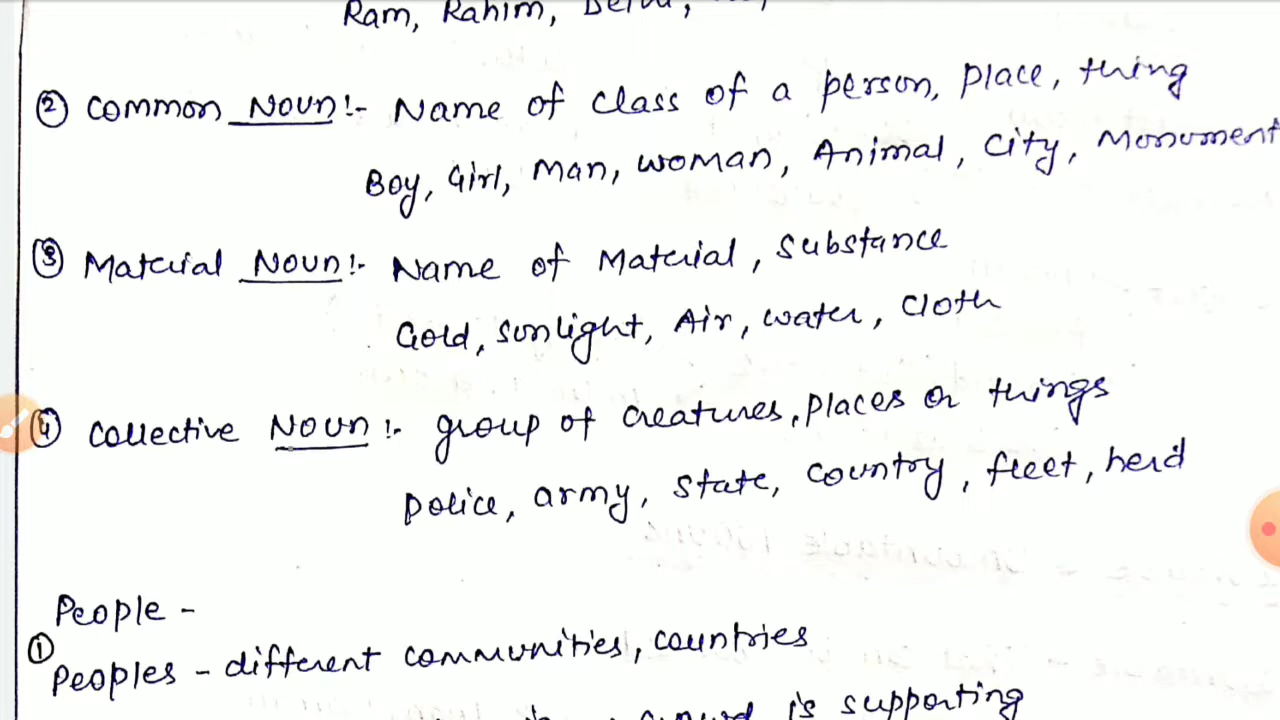 Ram, Rahim,
② Common Noun :- Name of class of a person, place, thing
Boy, Girl, Man, woman, Animal, City, Monument
③ Material Noun :- Name of Material, substance
Gold, sunlight, Air, water, cloth
④ Collective Noun :- group of creatures, places or things
police, army, state, country, fleet, herd
People -
① Peoples - different communities, countries
is supporting